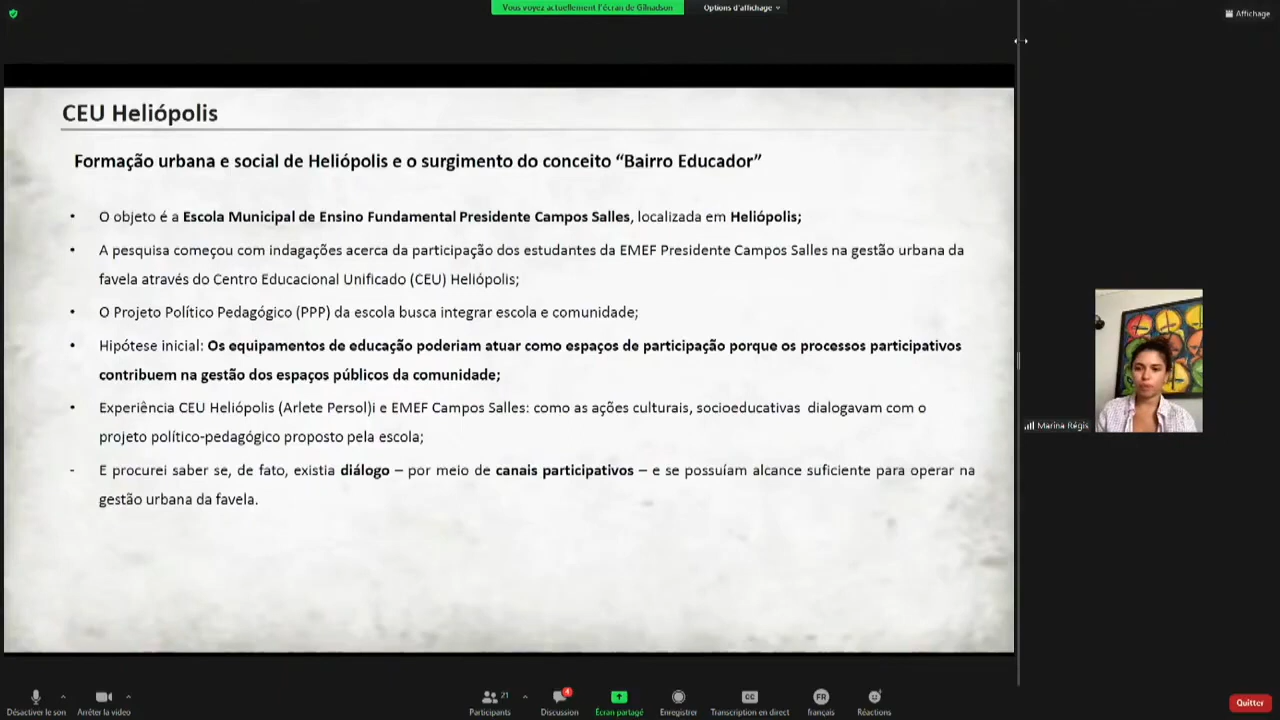 Vous voyez actuellement l'écran de Gilnadson
Options d'affichage
Affichage
CEU Heliópolis
Formação urbana e social de Heliópolis e o surgimento do conceito “Bairro Educador”
• O objeto é a Escola Municipal de Ensino Fundamental Presidente Campos Salles, localizada em Heliópolis;
• A pesquisa começou com indagações acerca da participação dos estudantes da EMEF Presidente Campos Salles na gestão urbana da
favela através do Centro Educacional Unificado (CEU) Heliópolis;
• O Projeto Político Pedagógico (PPP) da escola busca integrar escola e comunidade;
• Hipótese inicial: Os equipamentos de educação poderiam atuar como espaços de participação porque os processos participativos
contribuem na gestão dos espaços públicos da comunidade;
• Experiência CEU Heliópolis (Arlete Persol)i e EMEF Campos Salles: como as ações culturais, socioeducativas dialogavam com o
projeto político-pedagógico proposto pela escola;
- E procurei saber se, de fato, existia diálogo – por meio de canais participativos – e se possuíam alcance suficiente para operar na
gestão urbana da favela.
Marina Régis
Désactiver le son
Arrêter la vidéo
21
Participants
4
Discussion
Écran partagé
Enregistrer
CC
Transcription en direct
FR
français
Réactions
Quitter